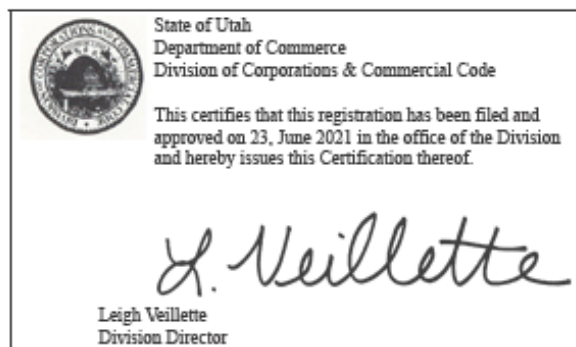 State of Utah
Department of Commerce
Division of Corporations & Commercial Code
This certifies that this registration has been filed and
approved on 23, June 2021 in the office of the Division
and hereby issues this Certification thereof.
L. Veillette
Leigh Veillette
Division Director